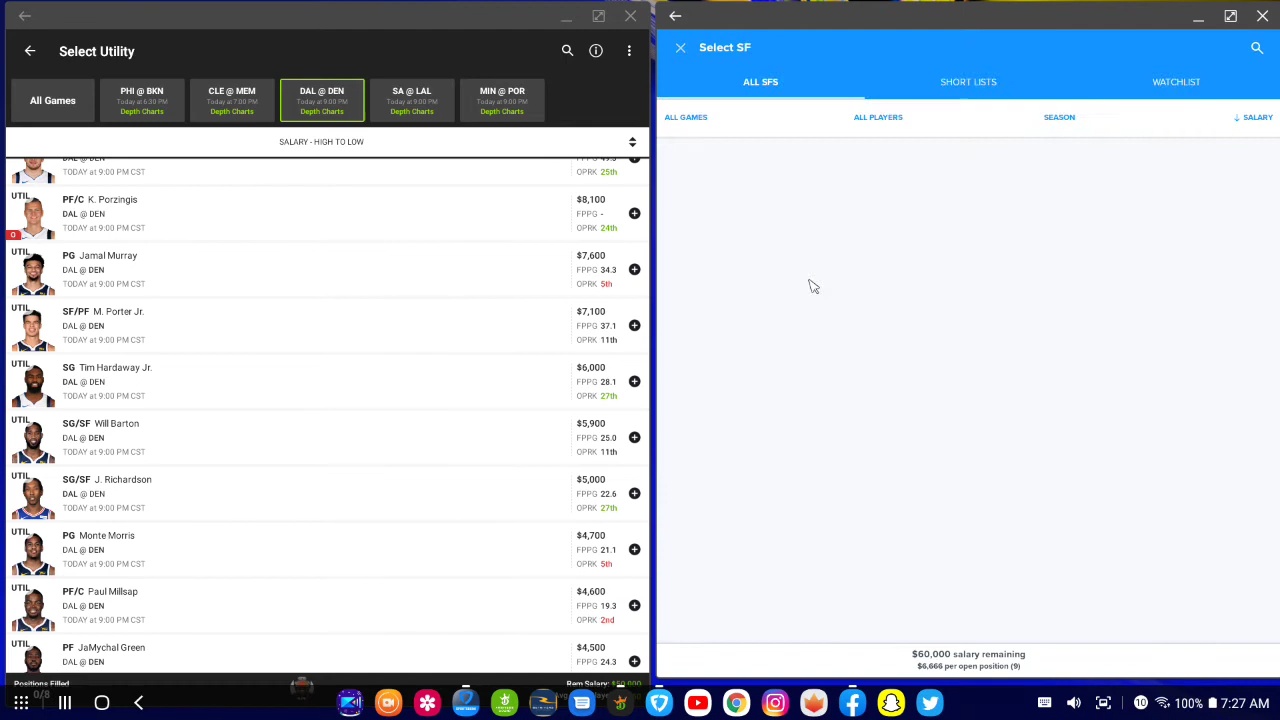 Select Utility
All Games
PHI @ BKN
Today at 6:30 PM
Depth Charts
CLE @ MEM
Today at 7:00 PM
Depth Charts
DAL @ DEN
Today at 9:00 PM
Depth Charts
SA @ LAL
Today at 9:00 PM
Depth Charts
MIN @ POR
Today at 9:00 PM
Depth Charts
SALARY - HIGH TO LOW
DAL @ DEN
TODAY at 9:00 PM CST
OPRK 25th
UTIL
PF/C K. Porzingis $8,100
DAL @ DEN FPPG -
O TODAY at 9:00 PM CST OPRK 24th
UTIL
PG Jamal Murray $7,600
DAL @ DEN FPPG 34.3
TODAY at 9:00 PM CST OPRK 5th
UTIL
SF/PF M. Porter Jr. $7,100
DAL @ DEN FPPG 37.1
TODAY at 9:00 PM CST OPRK 11th
UTIL
SG Tim Hardaway Jr. $6,000
DAL @ DEN FPPG 28.1
TODAY at 9:00 PM CST OPRK 27th
UTIL
SG/SF Will Barton $5,900
DAL @ DEN FPPG 25.0
TODAY at 9:00 PM CST OPRK 11th
UTIL
SG/SF J. Richardson $5,000
DAL @ DEN FPPG 22.6
TODAY at 9:00 PM CST OPRK 27th
UTIL
PG Monte Morris $4,700
DAL @ DEN FPPG 21.1
TODAY at 9:00 PM CST OPRK 5th
UTIL
PF/C Paul Millsap $4,600
DAL @ DEN FPPG 19.3
TODAY at 9:00 PM CST OPRK 2nd
UTIL
PF JaMychal Green $4,500
DAL @ DEN FPPG 24.3
Positions Filled Rem Salary: $50,000
0/8
Select SF
ALL SFS SHORT LISTS WATCHLIST
ALL GAMES ALL PLAYERS SEASON ↓ SALARY
$60,000 salary remaining
$6,666 per open position (9)
10 100% 7:27 AM